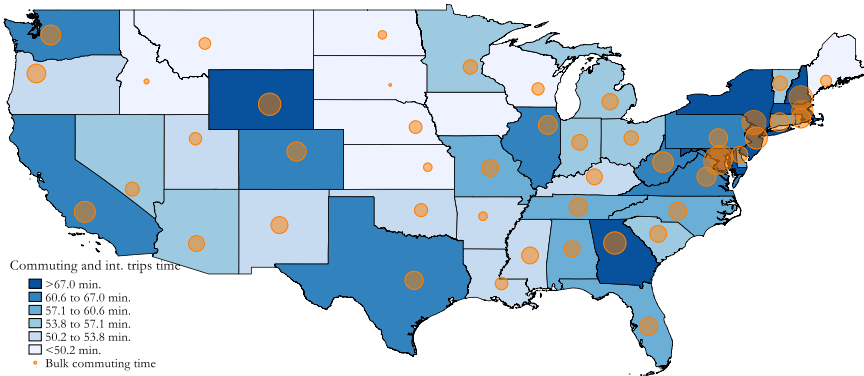 Commuting and int. trips time
>67.0 min.
60.6 to 67.0 min.
57.1 to 60.6 min.
53.8 to 57.1 min.
50.2 to 53.8 min.
<50.2 min.
Bulk commuting time